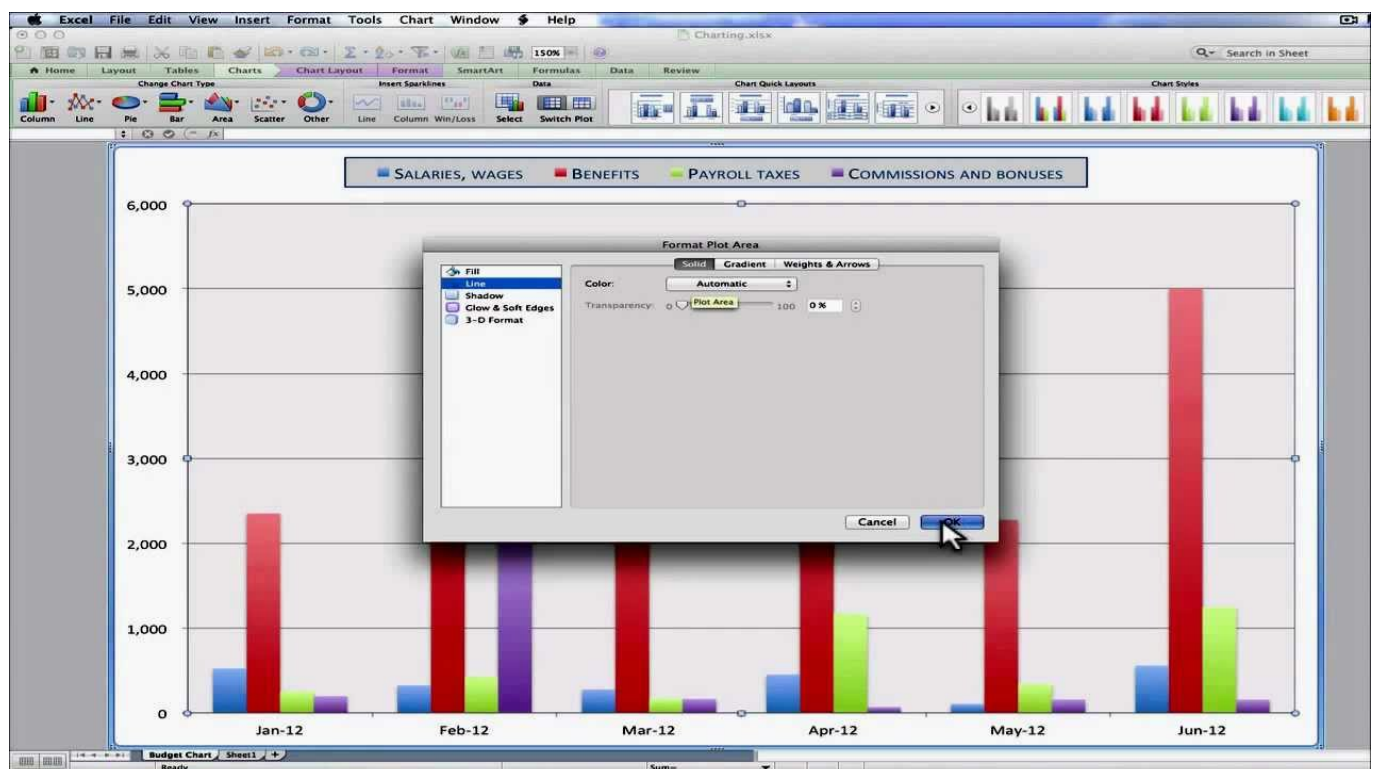 Excel File Edit View Insert Format Tools Chart Window Help
Charting.xlsx
150% Search in Sheet
Home Layout Tables Charts Chart Layout Format SmartArt Formulas Data Review
Change Chart Type Insert Sparklines Data Chart Quick Layouts Chart Styles
Column Line Pie Bar Area Scatter Other Line Column Win/Loss Select Switch Plot
fx
SALARIES, WAGES BENEFITS PAYROLL TAXES COMMISSIONS AND BONUSES
6,000
Format Plot Area
Solid Gradient Weights & Arrows
Fill
Line
Shadow
Glow & Soft Edges
3-D Format
Color: Automatic
Transparency: 0 Plot Area 100 0 %
Cancel OK
5,000
4,000
3,000
2,000
1,000
0
Jan-12 Feb-12 Mar-12 Apr-12 May-12 Jun-12
Budget Chart Sheet1 +
Ready Sum=